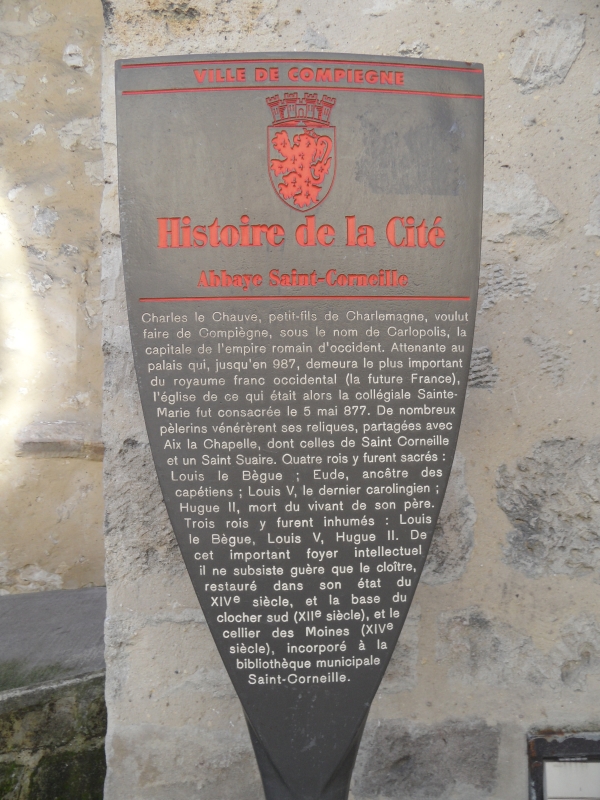 VILLE DE COMPIEGNE
Histoire de la Cité
Abbaye Saint-Corneille
Charles le Chauve, petit-fils de Charlemagne, voulut
faire de Compiègne, sous le nom de Carlopolis, la
capitale de l'empire romain d'occident. Attenante au
palais qui, jusqu'en 987, demeura le plus important
du royaume franc occidental (la future France),
l'église de ce qui était alors la collégiale Sainte-
Marie fut consacrée le 5 mai 877. De nombreux
pèlerins vénérèrent ses reliques, partagées avec
Aix la Chapelle, dont celles de Saint Corneille
et un Saint Suaire. Quatre rois y furent sacrés :
Louis le Bègue ; Eude, ancêtre des
capétiens ; Louis V, le dernier carolingien ;
Hugue II, mort du vivant de son père.
Trois rois y furent inhumés : Louis
le Bègue, Louis V, Hugue II. De
cet important foyer intellectuel
il ne subsiste guère que le cloître,
restauré dans son état du
XIVe siècle, et la base du
clocher sud (XIIe siècle), et le
cellier des Moines (XIVe
siècle), incorporé à la
bibliothèque municipale
Saint-Corneille.